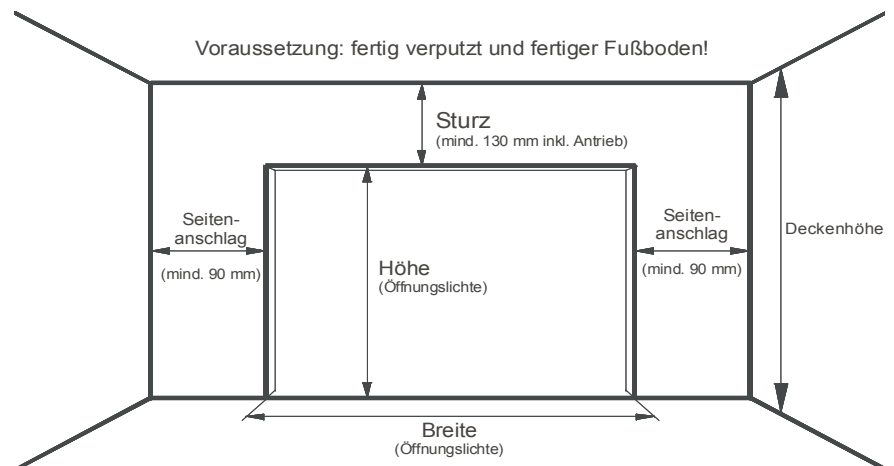 Voraussetzung: fertig verputzt und fertiger Fußboden!
Sturz
(mind. 130 mm inkl. Antrieb)
Seiten-
anschlag
(mind. 90 mm)
Höhe
(Öffnungslichte)
Seiten-
anschlag
(mind. 90 mm)
Deckenhöhe
Breite
(Öffnungslichte)